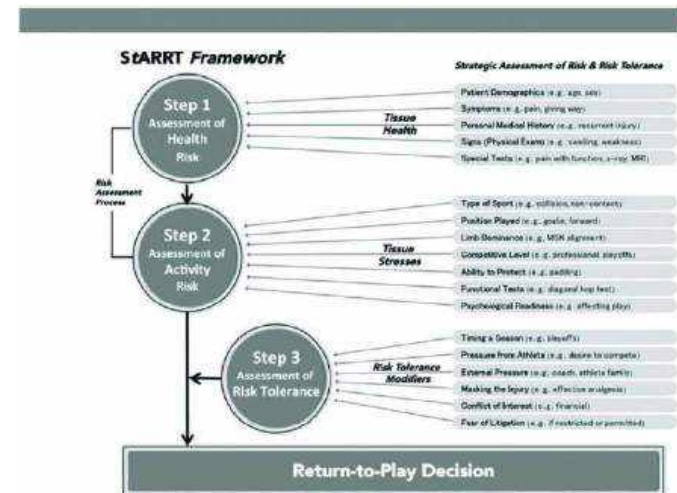 StARRT Framework
Strategic Assessment of Risk & Risk Tolerance
Step 1
Assessment of
Health
Risk
Tissue
Health
Patient Demographics (e.g. age, sex)
Symptoms (e.g. pain, giving way)
Personal Medical History (e.g. recurrent injury)
Signs (Physical Exam) (e.g. swelling, weakness)
Special Tests (e.g. pain with function, x-ray, MRI)
Risk
Assessment
Process
Step 2
Assessment of
Activity
Risk
Tissue
Stresses
Type of Sport (e.g. collision, non-contact)
Position Played (e.g. goalie, forward)
Limb Dominance (e.g. MSK alignment)
Competitive Level (e.g. professional playoffs)
Ability to Protect (e.g. padding)
Functional Tests (e.g. diagonal hop test)
Psychological Readiness (e.g. affecting play)
Step 3
Assessment of
Risk Tolerance
Risk Tolerance
Modifiers
Timing & Season (e.g. playoffs)
Pressure from Athlete (e.g. desire to compete)
External Pressure (e.g. coach, athlete family)
Masking the Injury (e.g. effective analgesia)
Conflict of Interest (e.g. financial)
Fear of Litigation (e.g. if restricted or permitted)
Return-to-Play Decision